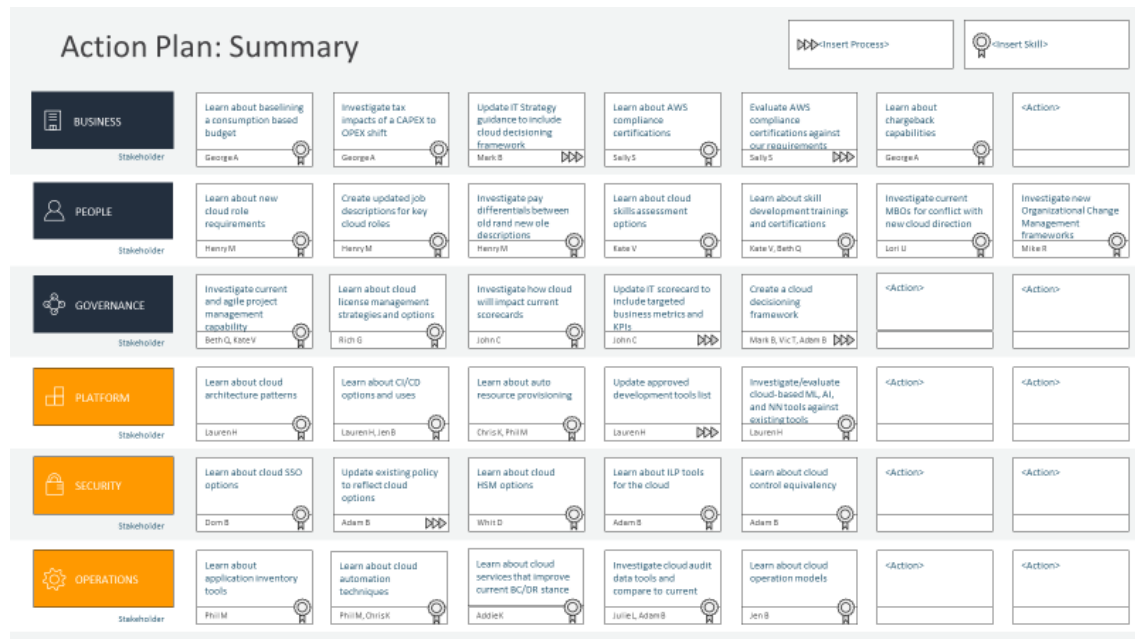 Action Plan: Summary
<Insert Process>
<Insert Skill>
BUSINESS
Stakeholder
Learn about baselining
a consumption based
budget
George A
Investigate tax
impacts of a CAPEX to
OPEX shift
George A
Update IT Strategy
guidance to include
cloud decisioning
framework
Mark B
Learn about AWS
compliance
certifications
Sally S
Evaluate AWS
compliance
certifications against
our requirements
Sally S
Learn about
chargeback
capabilities
George A
<Action>
PEOPLE
Stakeholder
Learn about new
cloud role
requirements
Henry M
Create updated job
descriptions for key
cloud roles
Henry M
Investigate pay
differentials between
old rand new ole
descriptions
Henry M
Learn about cloud
skills assessment
options
Kate V
Learn about skill
development trainings
and certifications
Kate V, Beth Q
Investigate current
MBOs for conflict with
new cloud direction
Lori U
Investigate new
Organizational Change
Management
frameworks
Mike R
GOVERNANCE
Stakeholder
Investigate current
and agile project
management
capability
Beth Q, Kate V
Learn about cloud
license management
strategies and options
Rich G
Investigate how cloud
will impact current
scorecards
John C
Update IT scorecard to
include targeted
business metrics and
KPIs
John C
Create a cloud
decisioning
framework
Mark B, Vic T, Adam B
<Action>
<Action>
PLATFORM
Stakeholder
Learn about cloud
architecture patterns
Lauren H
Learn about CI/CD
options and uses
Lauren H, Jen B
Learn about auto
resource provisioning
Chris K, Phil M
Update approved
development tools list
Lauren H
Investigate/evaluate
cloud-based ML, AI,
and NN tools against
existing tools
Lauren H
<Action>
<Action>
SECURITY
Stakeholder
Learn about cloud SSO
options
Dom B
Update existing policy
to reflect cloud
options
Adam B
Learn about cloud
HSM options
Whit D
Learn about ILP tools
for the cloud
Adam B
Learn about cloud
control equivalency
Adam B
<Action>
<Action>
OPERATIONS
Stakeholder
Learn about
application inventory
tools
Phil M
Learn about cloud
automation
techniques
Phil M, Chris K
Learn about cloud
services that improve
current BC/DR stance
Addie K
Investigate cloud audit
data tools and
compare to current
Julie L, Adam B
Learn about cloud
operation models
Jen B
<Action>
<Action>